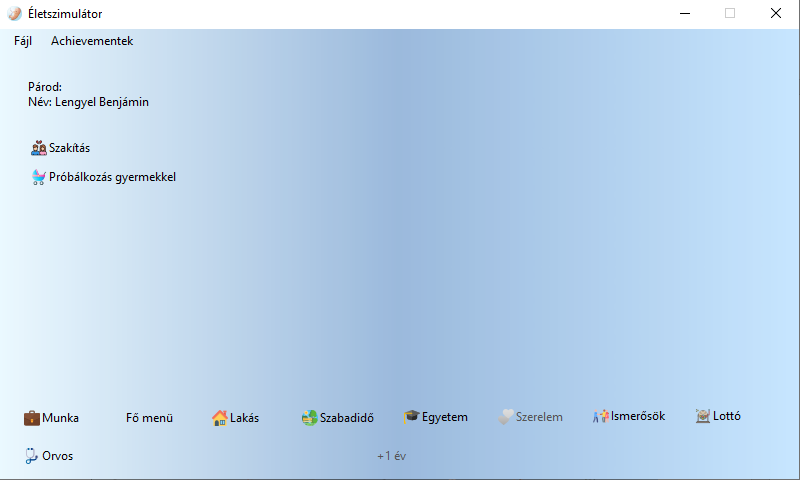 Életszimulátor
Fájl Achievementek
Párod:
Név: Lengyel Benjámin
Szakítás
Próbálkozás gyermekkel
Munka Fő menü Lakás Szabadidő Egyetem Szerelem Ismerősök Lottó
Orvos +1 év